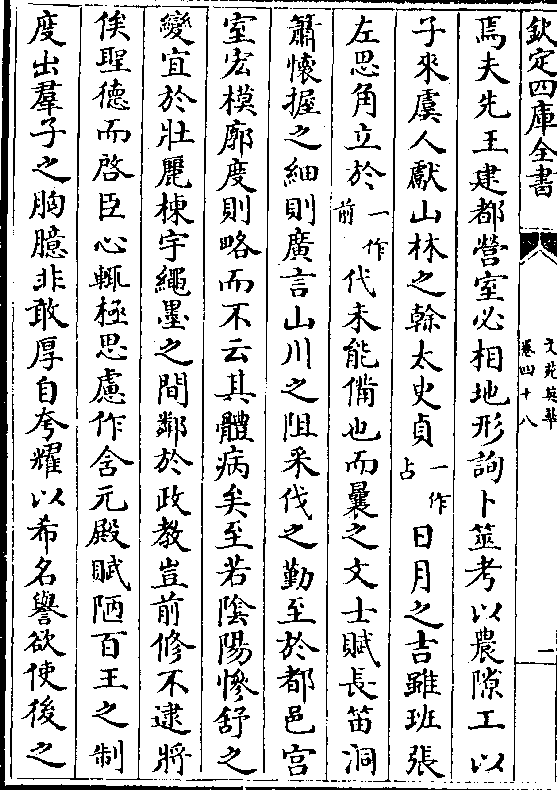 欽定四庫全書
文苑英華
卷四十八
一
焉夫先王建都營室必相地形詢卜筮考以農隙工以
子來虞人獻山林之榦太史貞一作占日月之吉雖班張
左思角立於一作前代未能備也而曩之文士賦長笛洞
簫懷握之細則廣言山川之阻采伐之勤至於都邑宫
室宏模廓度則略而不云其體病矣至若陰陽慘舒之
變宜於壯麗棟宇繩墨之間鄰於政教豈前修不逮將
俟聖德而啓臣心輒極思慮作含元殿賦陋百王之制
度出羣子之胸臆非敢厚自夸耀以希名譽欲使後之